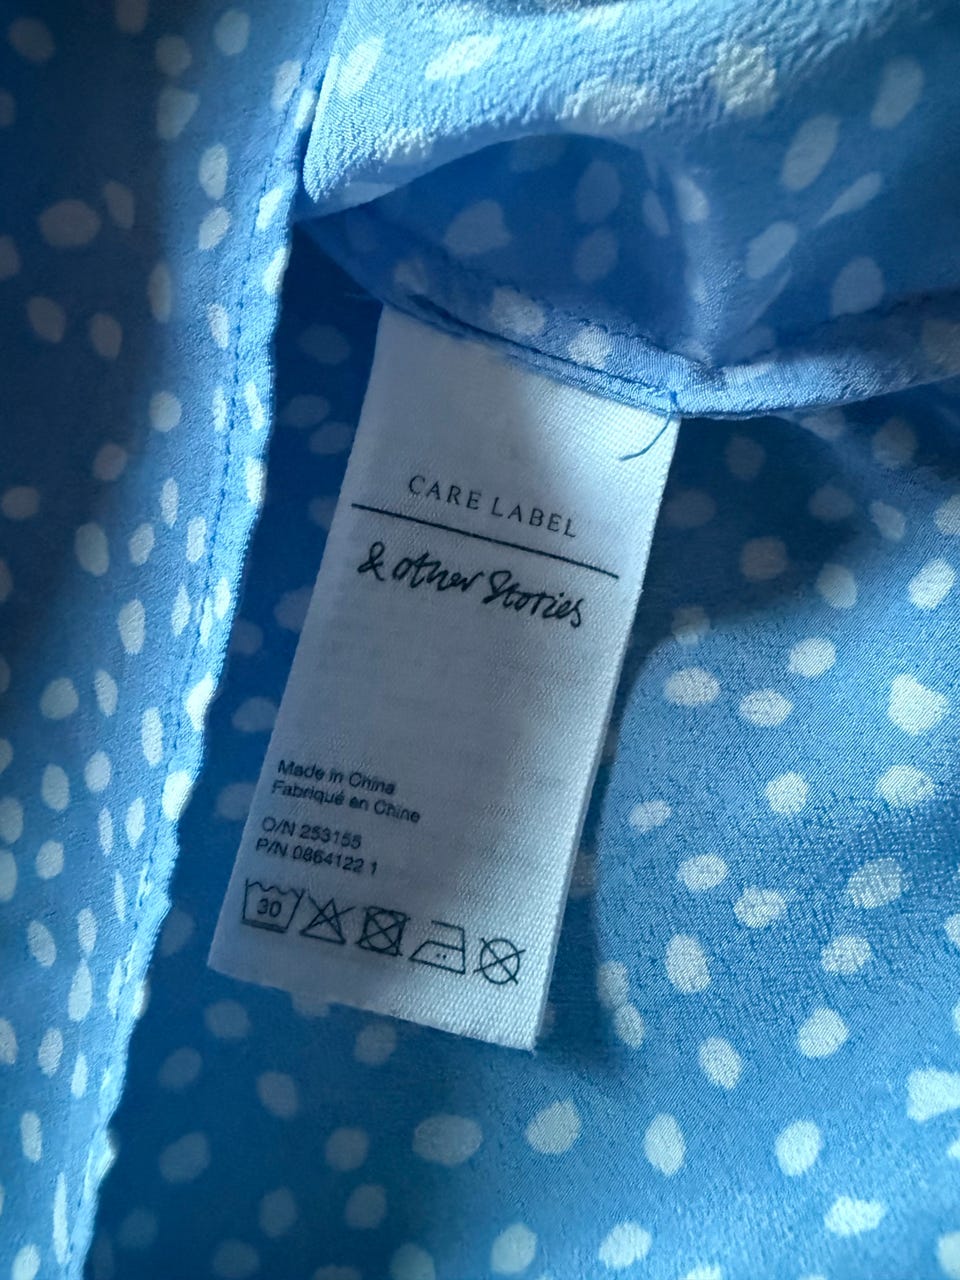 CARE LABEL
& other Stories
Made in China
Fabriqué en Chine
O/N 253155
P/N 0864122 1
30